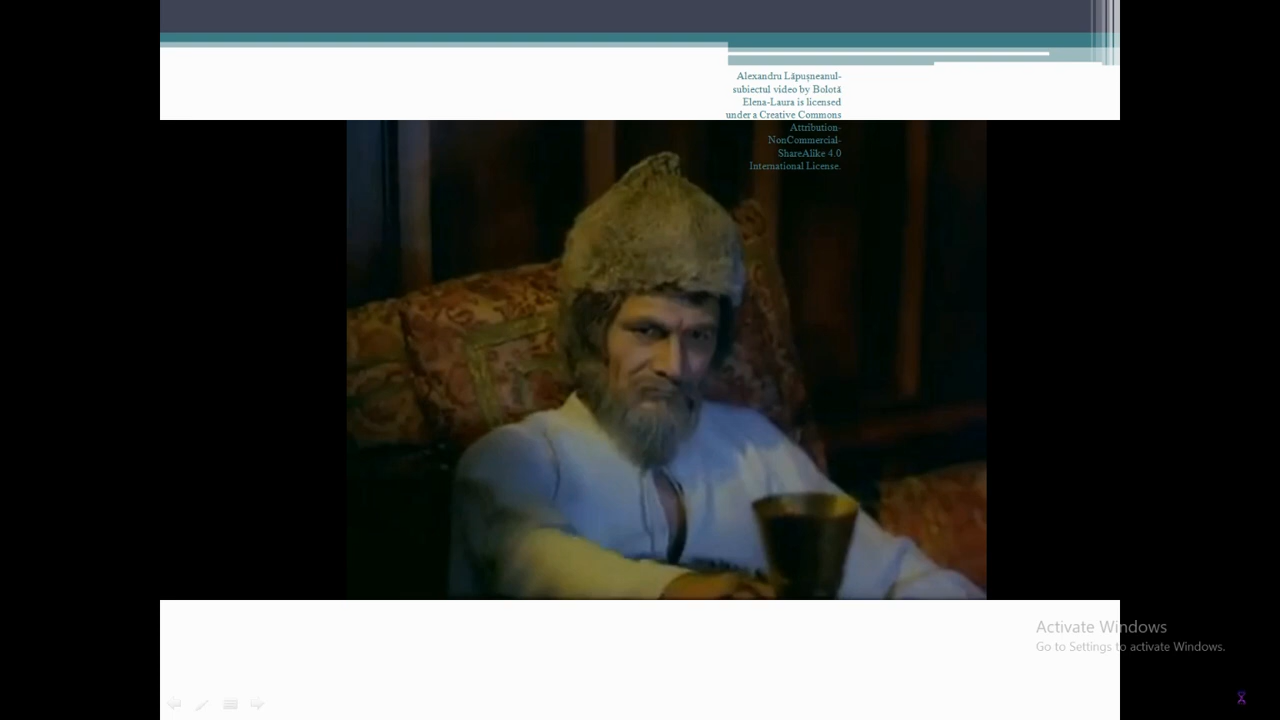 Alexandru Lăpușneanul-
subiectul video by Bolotă
Elena-Laura is licensed
under a Creative Commons
Attribution-
NonCommercial-
ShareAlike 4.0
International License.
Activate Windows
Go to Settings to activate Windows.